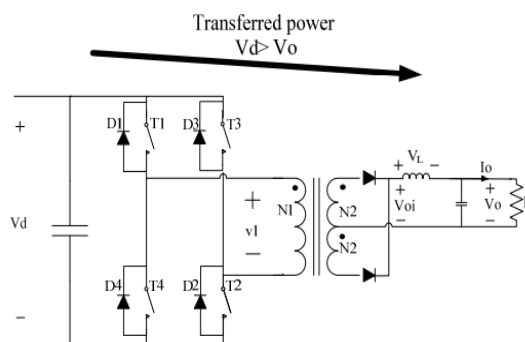 Transferred power
Vd> Vo
D1 T1 D3 T3
+ Vd −
+ v1 −
N1 N2 N2
+ VL −
Io
+ Voi −
+ Vo −
D4 T4 D2 T2